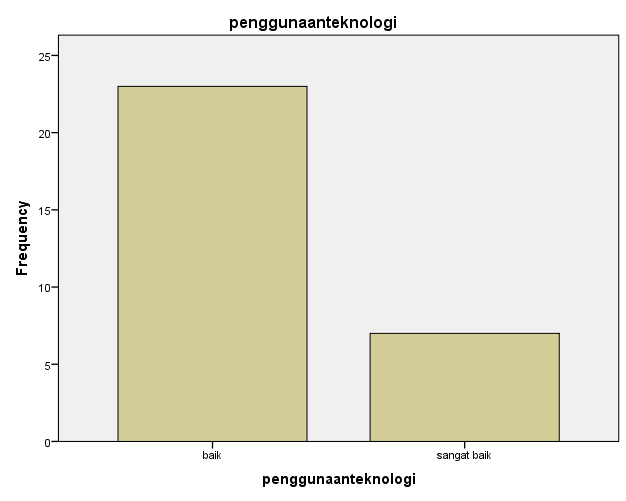 penggunaanteknologi
25
20
15
10
5
0
Frequency
baik
sangat baik
penggunaanteknologi